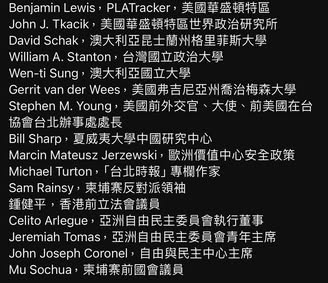 Benjamin Lewis，PLATracker，美國華盛頓特區
John J. Tkacik，美國華盛頓特區世界政治研究所
David Schak，澳大利亞昆士蘭州格里菲斯大學
William A. Stanton，台灣國立政治大學
Wen-ti Sung，澳大利亞國立大學
Gerrit van der Wees，美國弗吉尼亞州喬治梅森大學
Stephen M. Young，美國前外交官、大使、前美國在台
協會台北辦事處處長
Bill Sharp，夏威夷大學中國研究中心
Marcin Mateusz Jerzewski，歐洲價值中心安全政策
Michael Turton，「台北時報」專欄作家
Sam Rainsy，柬埔寨反對派領袖
鍾健平，香港前立法會議員
Celito Arlegue，亞洲自由民主委員會執行董事
Jeremiah Tomas，亞洲自由民主委員會青年主席
John Joseph Coronel，自由與民主中心主席
Mu Sochua，柬埔寨前國會議員